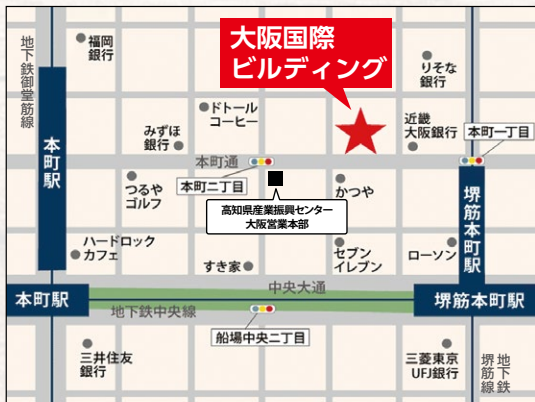 大阪国際
ビルディング
地下鉄御堂筋線
福岡
銀行
りそな
銀行
ドトール
コーヒー
近畿
大阪銀行
本町一丁目
みずほ
銀行
本町駅
本町通
本町二丁目
つるや
ゴルフ
かつや
高知県産業振興センター
大阪営業本部
堺筋本町駅
ハードロック
カフェ
すき家
セブン
イレブン
ローソン
中央大通
本町駅
堺筋本町駅
地下鉄中央線
船場中央二丁目
三井住友
銀行
三菱東京
UFJ銀行
地下鉄
堺筋線